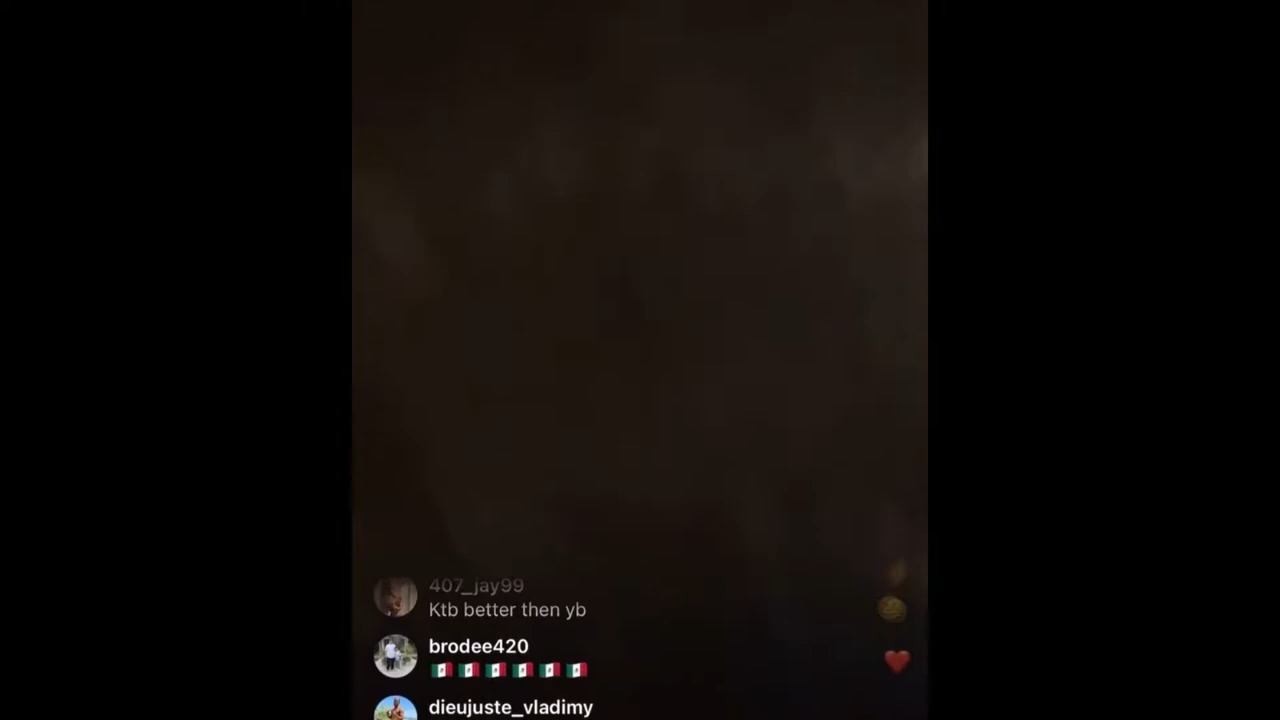 407_jay99
Ktb better then yb
brodee420
🇲🇽 🇲🇽 🇲🇽 🇲🇽 🇲🇽 🇲🇽
dieujuste_vladimy